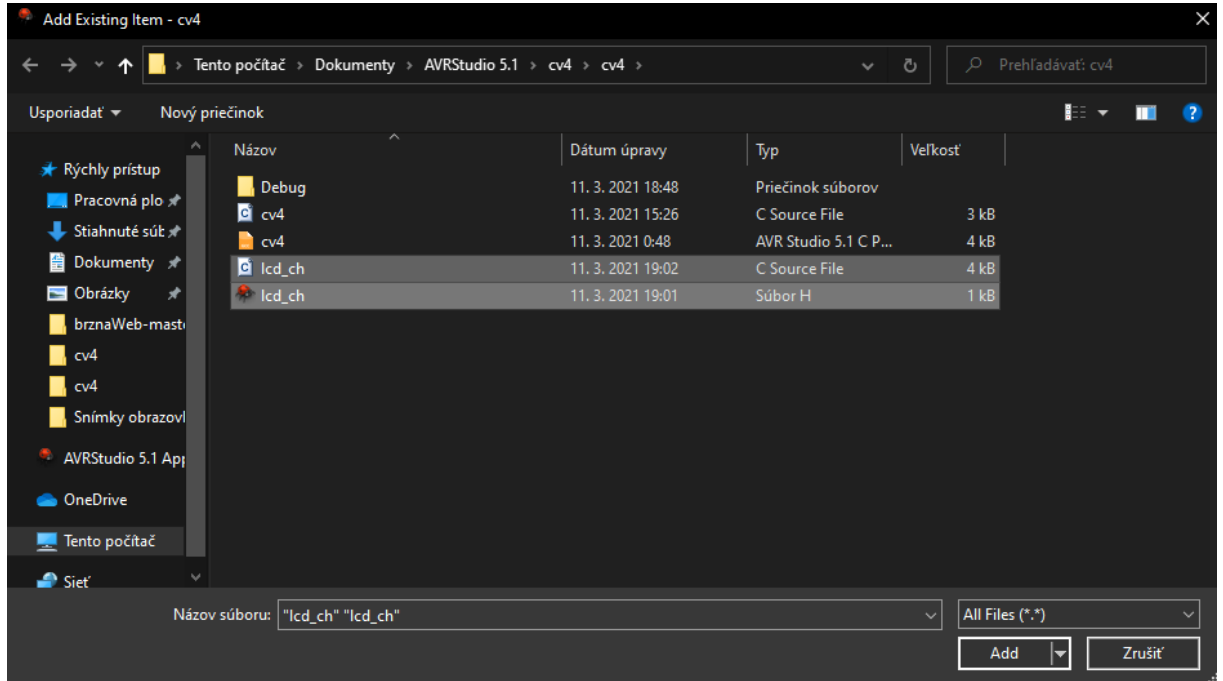 Add Existing Item - cv4
Tento počítač > Dokumenty > AVRStudio 5.1 > cv4 > cv4 >
Prehľadávať: cv4
Usporiadať
Nový priečinok
Názov
Dátum úpravy
Typ
Veľkosť
Rýchly prístup
Pracovná plo
Stiahnuté súb
Dokumenty
Obrázky
brznaWeb-maste
cv4
cv4
Snímky obrazovk
AVRStudio 5.1 App
OneDrive
Tento počítač
Sieť
Debug 11. 3. 2021 18:48 Priečinok súborov
cv4 11. 3. 2021 15:26 C Source File 3 kB
cv4 11. 3. 2021 0:48 AVR Studio 5.1 C P... 4 kB
lcd_ch 11. 3. 2021 19:02 C Source File 4 kB
lcd_ch 11. 3. 2021 19:01 Súbor H 1 kB
Názov súboru: "lcd_ch" "lcd_ch"
All Files (*.*)
Add
Zrušiť